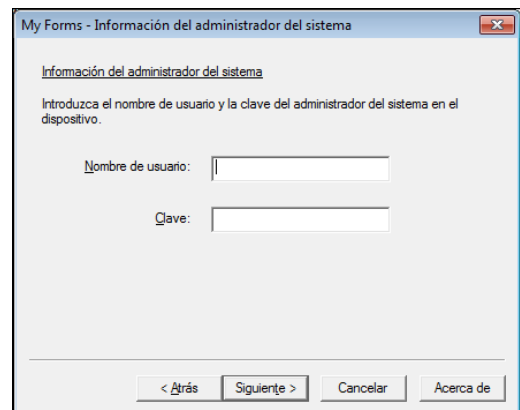 My Forms - Información del administrador del sistema
Información del administrador del sistema
Introduzca el nombre de usuario y la clave del administrador del sistema en el
dispositivo.
Nombre de usuario:
Clave:
< Atrás Siguiente > Cancelar Acerca de